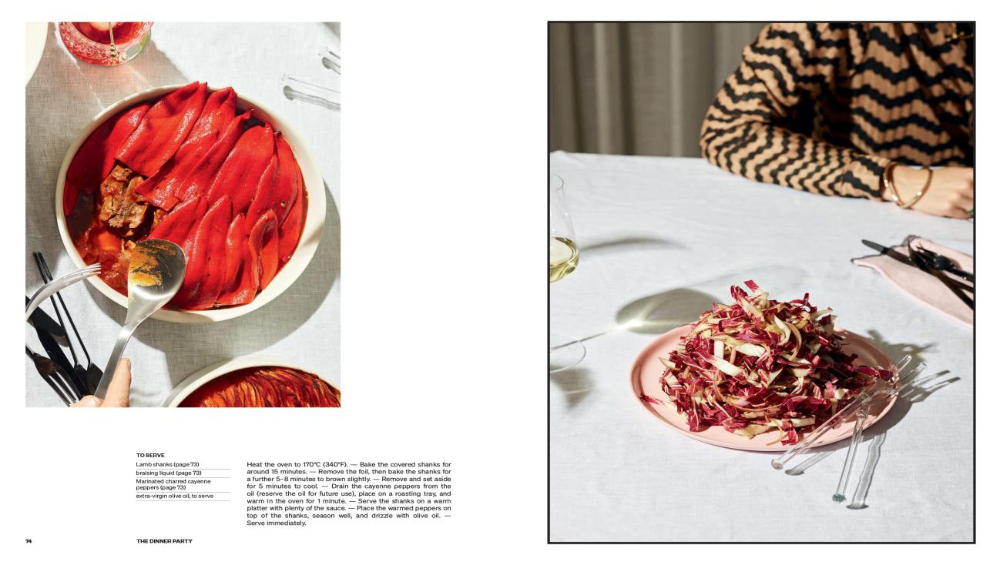 TO SERVE
Lamb shanks (page 73)
braising liquid (page 73)
Marinated charred cayenne
peppers (page 73)
extra-virgin olive oil, to serve
Heat the oven to 170°C (340°F). — Bake the covered shanks for
around 15 minutes. — Remove the foil, then bake the shanks for
a further 5–8 minutes to brown slightly. — Remove and set aside
for 5 minutes to cool. — Drain the cayenne peppers from the
oil (reserve the oil for future use), place on a roasting tray, and
warm in the oven for 1 minute. — Serve the shanks on a warm
platter with plenty of the sauce. — Place the warmed peppers on
top of the shanks, season well, and drizzle with olive oil. —
Serve immediately.
74
THE DINNER PARTY